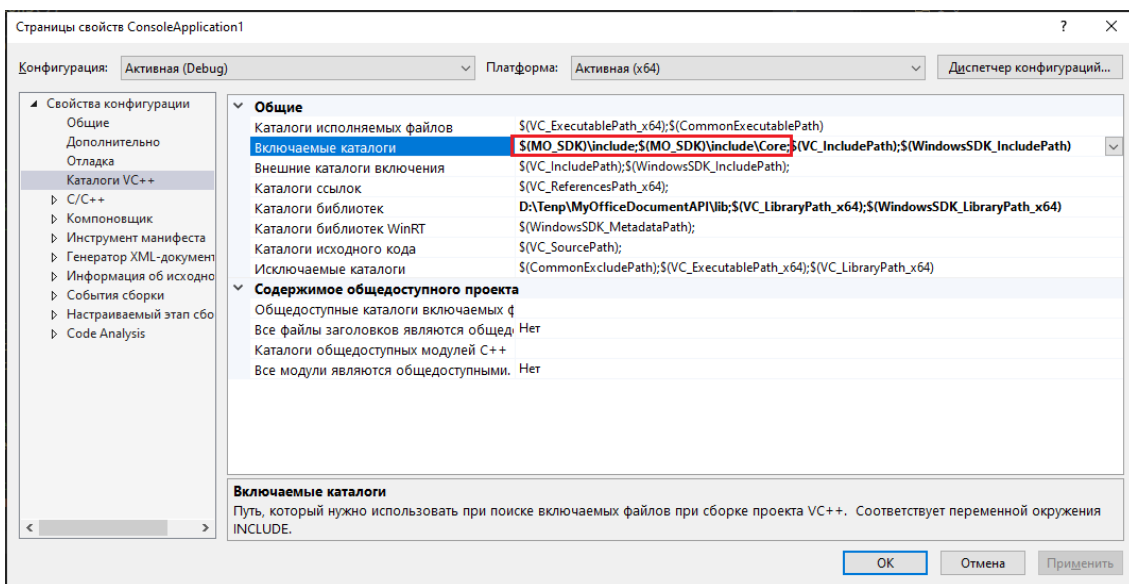 Страницы свойств ConsoleApplication1 ? ×
Конфигурация: Активная (Debug) Платформа: Активная (x64) Диспетчер конфигураций...
Свойства конфигурации
Общие
Дополнительно
Отладка
Каталоги VC++
C/C++
Компоновщик
Инструмент манифеста
Генератор XML-документ
Информация об исходно
События сборки
Настраиваемый этап сбо
Code Analysis
Общие
Каталоги исполняемых файлов $(VC_ExecutablePath_x64);$(CommonExecutablePath)
Включаемые каталоги $(MO_SDK)\include;$(MO_SDK)\include\Core;$(VC_IncludePath);$(WindowsSDK_IncludePath)
Внешние каталоги включения $(VC_IncludePath);$(WindowsSDK_IncludePath);
Каталоги ссылок $(VC_ReferencesPath_x64);
Каталоги библиотек D:\Tenp\MyOfficeDocumentAPI\lib;$(VC_LibraryPath_x64);$(WindowsSDK_LibraryPath_x64)
Каталоги библиотек WinRT $(WindowsSDK_MetadataPath);
Каталоги исходного кода $(VC_SourcePath);
Исключаемые каталоги $(CommonExcludePath);$(VC_ExecutablePath_x64);$(VC_LibraryPath_x64)
Содержимое общедоступного проекта
Общедоступные каталоги включаемых ф
Все файлы заголовков являются общед Нет
Каталоги общедоступных модулей C++
Все модули являются общедоступными. Нет
Включаемые каталоги
Путь, который нужно использовать при поиске включаемых файлов при сборке проекта VC++. Соответствует переменной окружения
INCLUDE.
ОК Отмена Применить